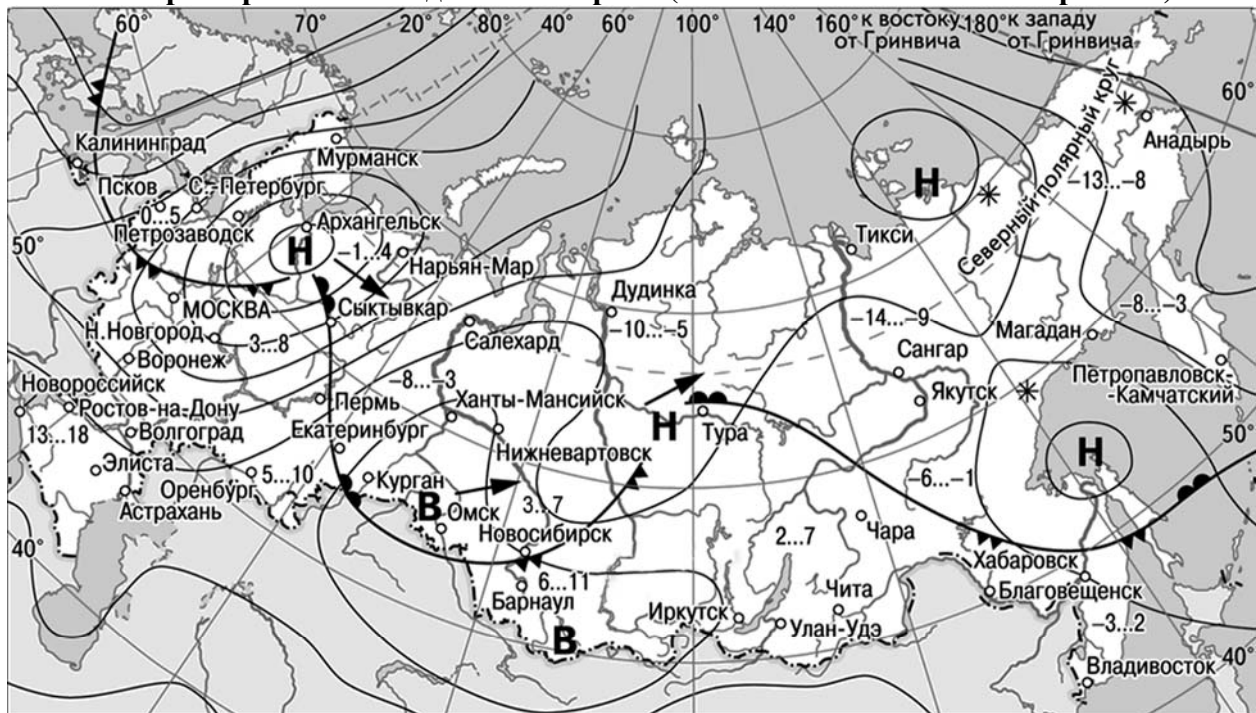 60° 70° 20° 80° 40° 60° 100° 140° 160° к востоку 180° к западу
от Гринвича от Гринвича
60°
Северный полярный круг
Анадырь
Калининград
Мурманск
−13...−8
Н
Псков С.-Петербург
0...5
Архангельск
Петрозаводск
Н −1...4
Тикси
50°
Нарьян-Мар
Дудинка
−8...−3
МОСКВА Сыктывкар
−10...−5
−14...−9
Магадан
Н.Новгород 3...8
Салехард
Сангар
Воронеж
−8...−3
Якутск
Петропавловск-
-Камчатский
Новороссийск
Ростов-на-Дону
Пермь
Ханты-Мансийск
Н
Тура
13...18
Волгоград
Екатеринбург
50°
Нижневартовск
Н
Элиста
5...10
Курган
−6...−1
Оренбург
В
3...7
Астрахань
Омск
Чара
40°
Новосибирск
2...7
Хабаровск
6...11
Барнаул
Чита
Благовещенск
Иркутск
Улан-Удэ
−3...2
В
40°
Владивосток